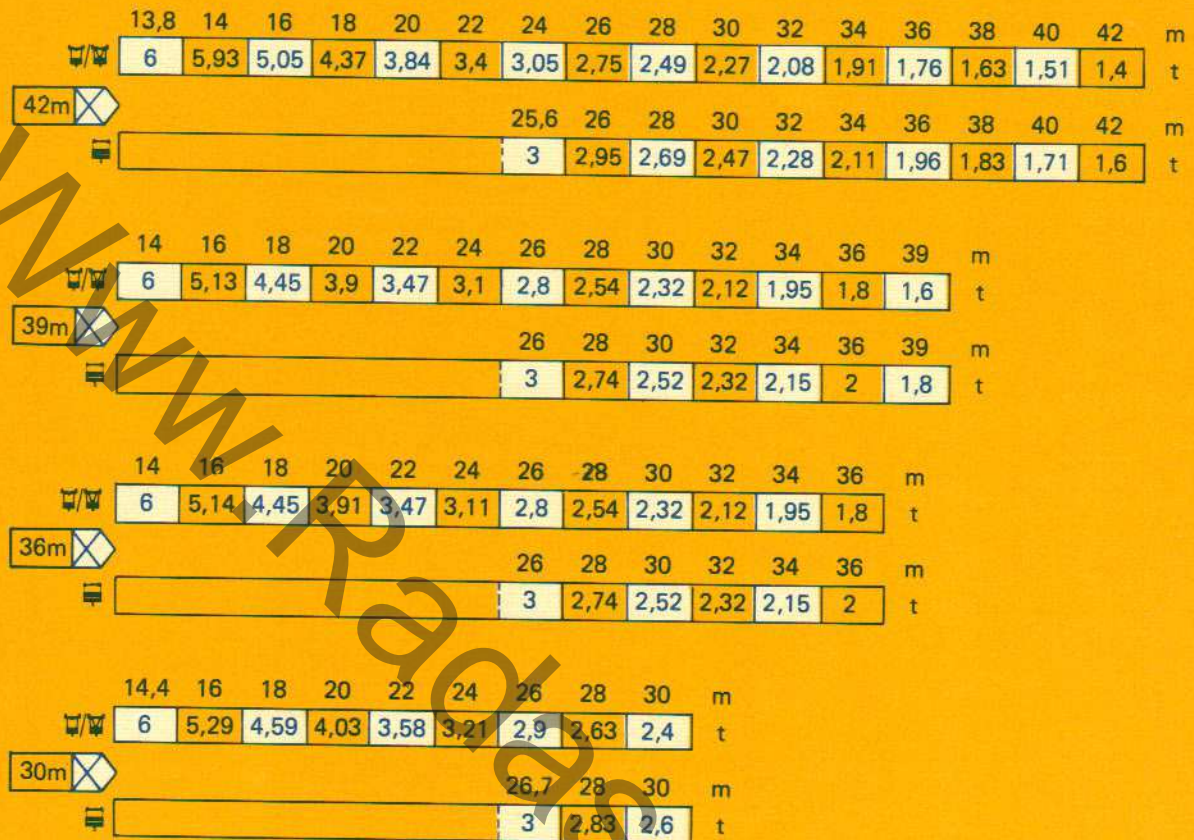 13,8 14 16 18 20 22 24 26 28 30 32 34 36 38 40 42 m
6 5,93 5,05 4,37 3,84 3,4 3,05 2,75 2,49 2,27 2,08 1,91 1,76 1,63 1,51 1,4 t
42m
25,6 26 28 30 32 34 36 38 40 42 m
3 2,95 2,69 2,47 2,28 2,11 1,96 1,83 1,71 1,6 t
14 16 18 20 22 24 26 28 30 32 34 36 39 m
6 5,13 4,45 3,9 3,47 3,1 2,8 2,54 2,32 2,12 1,95 1,8 1,6 t
39m
26 28 30 32 34 36 39 m
3 2,74 2,52 2,32 2,15 2 1,8 t
14 16 18 20 22 24 26 28 30 32 34 36 m
6 5,14 4,45 3,91 3,47 3,11 2,8 2,54 2,32 2,12 1,95 1,8 t
36m
26 28 30 32 34 36 m
3 2,74 2,52 2,32 2,15 2 t
14,4 16 18 20 22 24 26 28 30 m
6 5,29 4,59 4,03 3,58 3,21 2,9 2,63 2,4 t
30m
26,7 28 30 m
3 2,83 2,6 t
www.Radas